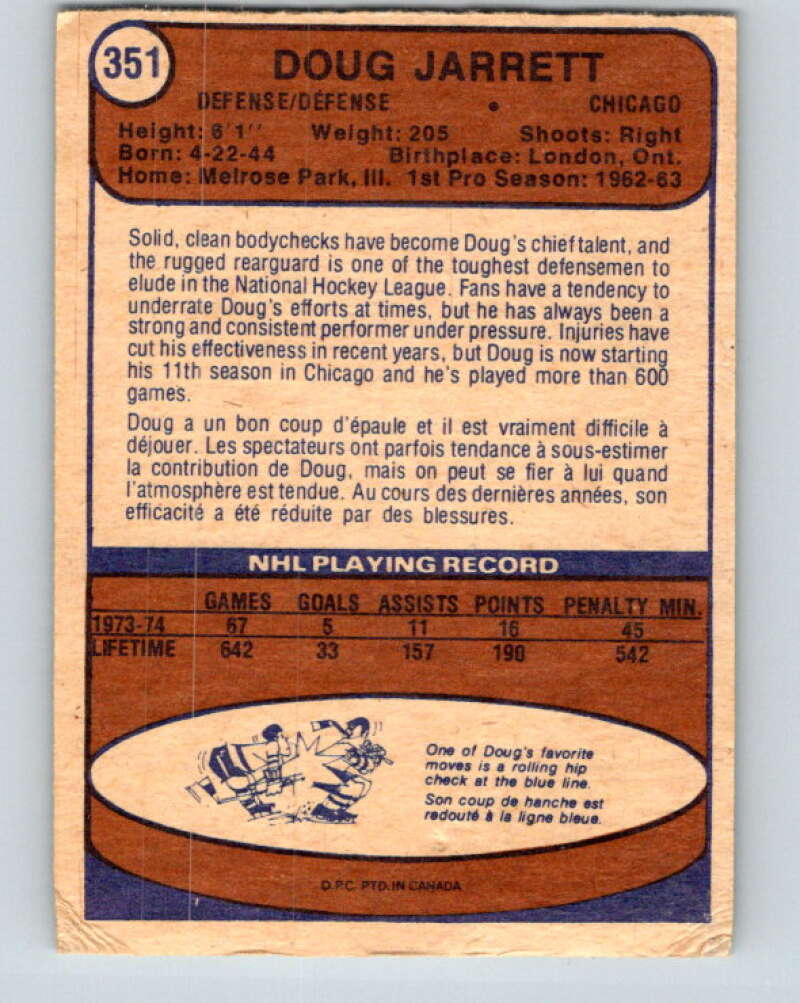 351
DOUG JARRETT
DEFENSE/DÉFENSE • CHICAGO
Height: 6'1'' Weight: 205 Shoots: Right
Born: 4-22-44 Birthplace: London, Ont.
Home: Melrose Park, Ill. 1st Pro Season: 1962-63
Solid, clean bodychecks have become Doug's chief talent, and
the rugged rearguard is one of the toughest defensemen to
elude in the National Hockey League. Fans have a tendency to
underrate Doug's efforts at times, but he has always been a
strong and consistent performer under pressure. Injuries have
cut his effectiveness in recent years, but Doug is now starting
his 11th season in Chicago and he's played more than 600
games.
Doug a un bon coup d'épaule et il est vraiment difficile à
déjouer. Les spectateurs ont parfois tendance à sous-estimer
la contribution de Doug, mais on peut se fier à lui quand
l'atmosphère est tendue. Au cours des dernières années, son
efficacité a été réduite par des blessures.
NHL PLAYING RECORD
GAMES GOALS ASSISTS POINTS PENALTY MIN.
1973-74 67 5 11 16 45
LIFETIME 642 33 157 190 542
One of Doug's favorite
moves is a rolling hip
check at the blue line.
Son coup de hanche est
redouté à la ligne bleue.
O.P.C. PTD. IN CANADA